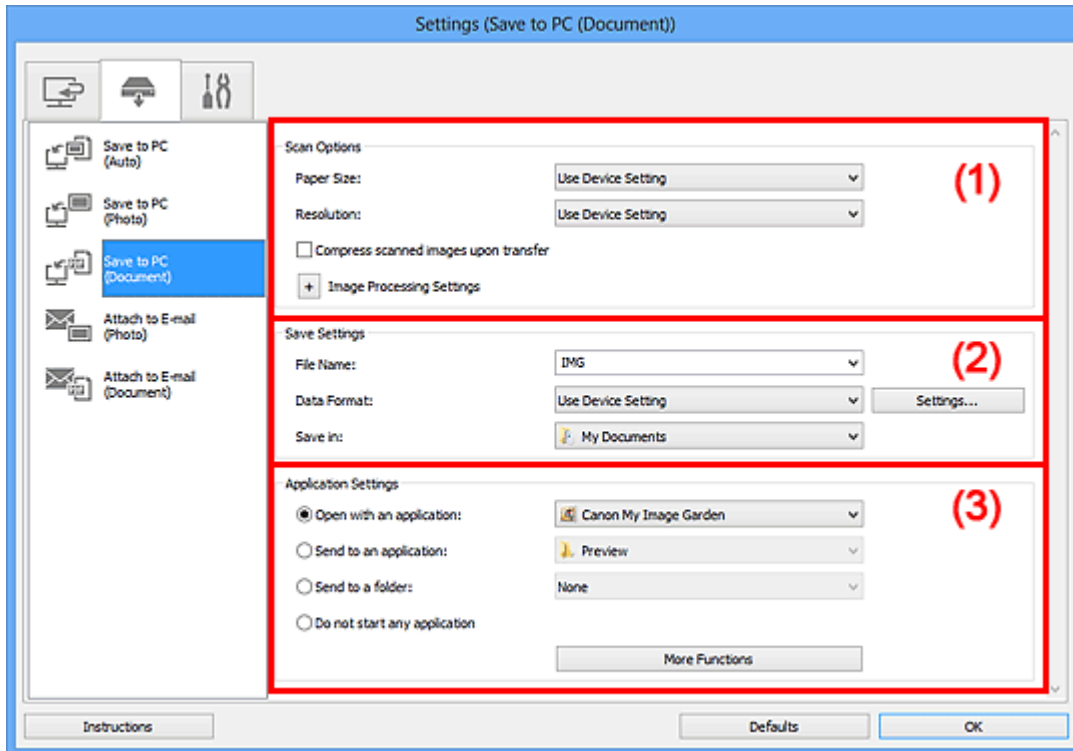 Settings (Save to PC (Document))
Save to PC
(Auto)
Save to PC
(Photo)
Save to PC
(Document)
Attach to E-mail
(Photo)
Attach to E-mail
(Document)
Scan Options
(1)
Paper Size: Use Device Setting
Resolution: Use Device Setting
Compress scanned images upon transfer
+ Image Processing Settings
Save Settings
(2)
File Name: IMG
Data Format: Use Device Setting Settings...
Save in: My Documents
Application Settings
(3)
Open with an application: Canon My Image Garden
Send to an application: Preview
Send to a folder: None
Do not start any application
More Functions
Instructions Defaults OK